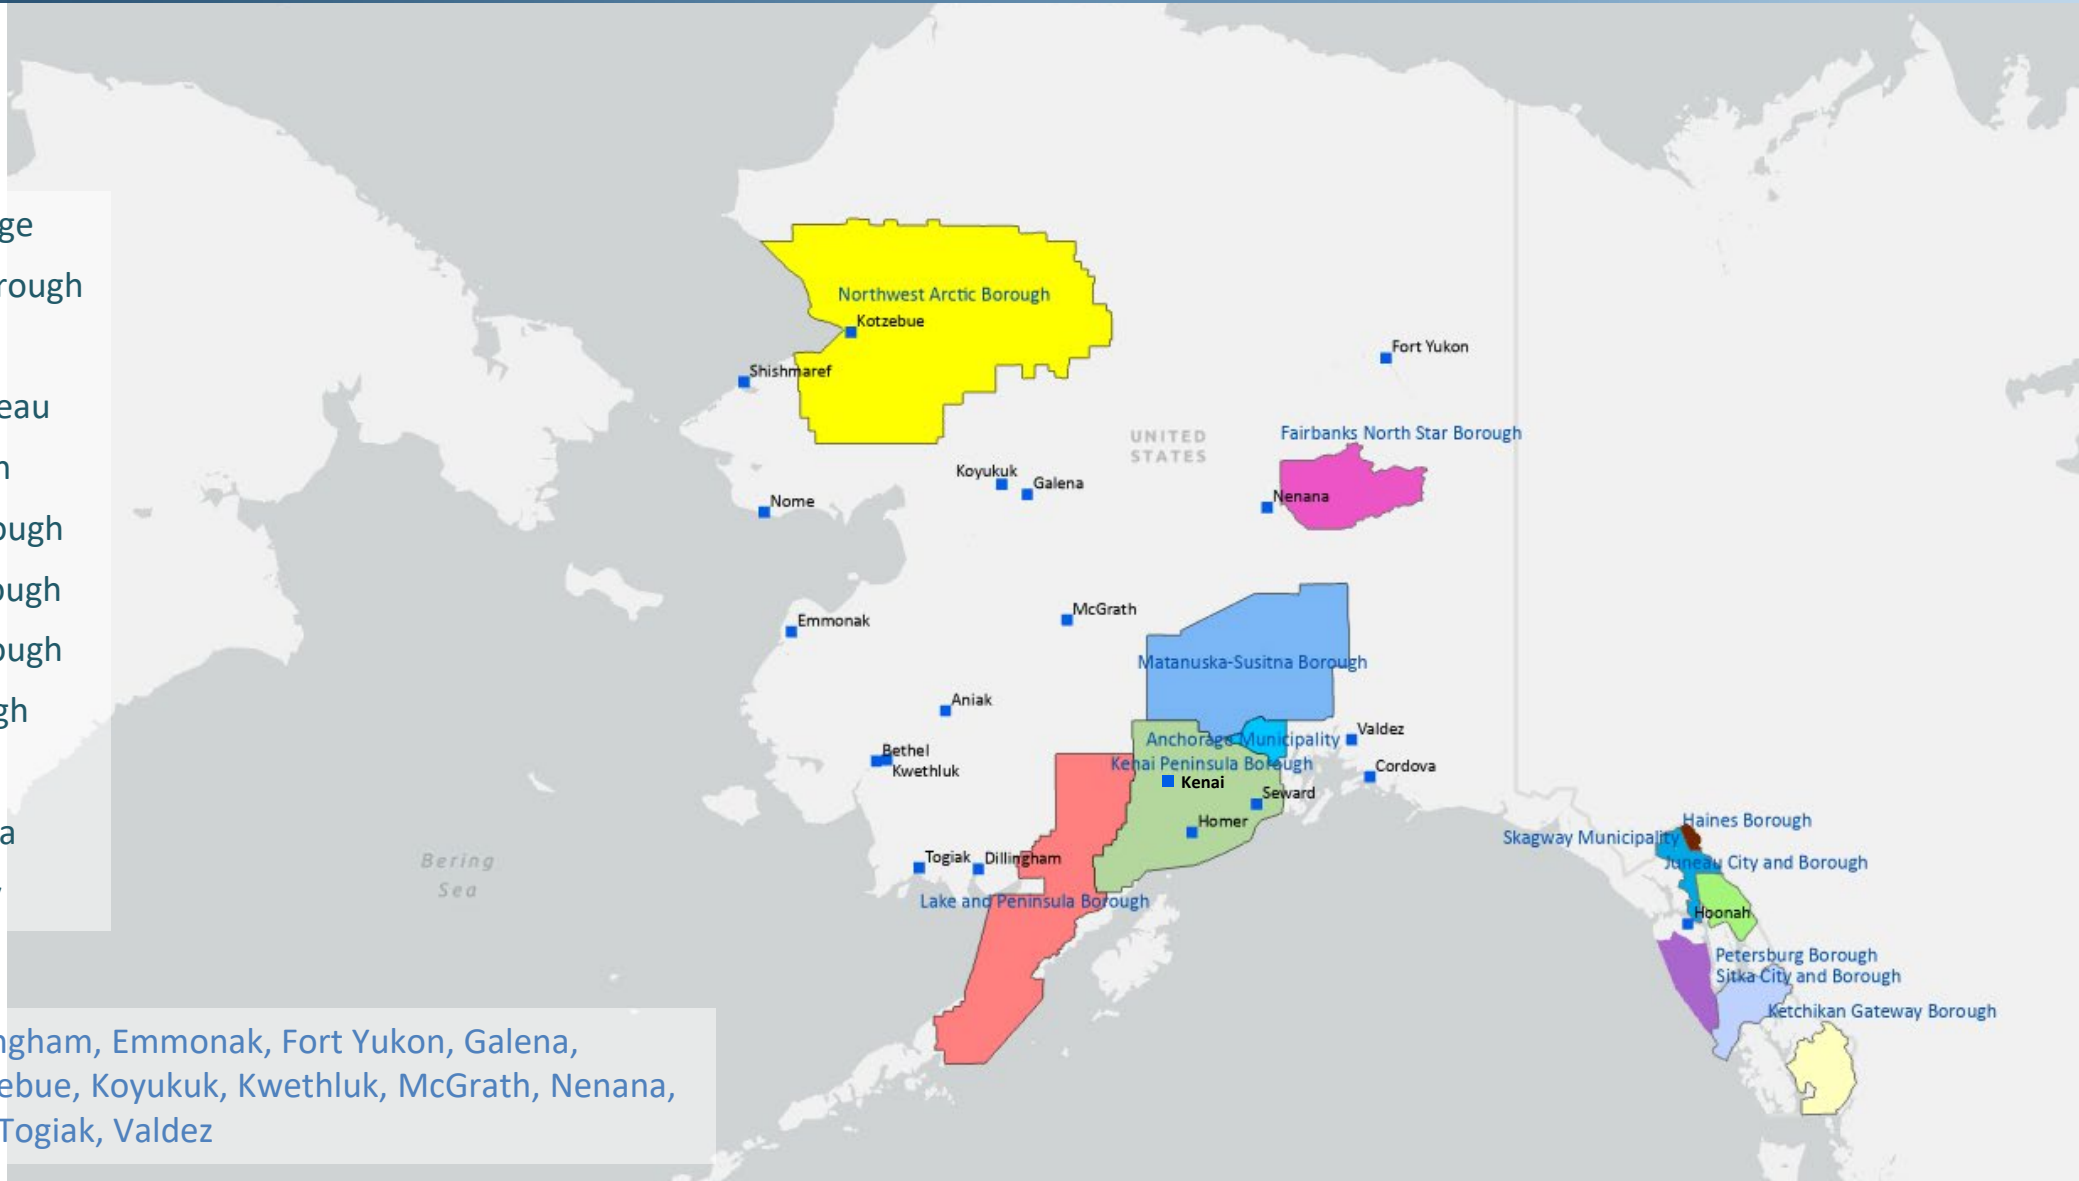 ge
rough
eau
n
ough
ough
ough
gh
a
Northwest Arctic Borough
Kotzebue
Shishmaref
Fort Yukon
UNITED
STATES
Fairbanks North Star Borough
Koyukuk
Galena
Nenana
Nome
McGrath
Emmonak
Matanuska-Susitna Borough
Aniak
Valdez
Anchorage Municipality
Bethel
Kenai Peninsula Borough
Cordova
Kwethluk
Kenai
Seward
Homer
Haines Borough
Skagway Municipality
Togiak
Dillingham
Juneau City and Borough
Bering
Sea
Lake and Peninsula Borough
Hoonah
Petersburg Borough
Sitka City and Borough
Ketchikan Gateway Borough
ngham, Emmonak, Fort Yukon, Galena,
ebue, Koyukuk, Kwethluk, McGrath, Nenana,
Togiak, Valdez